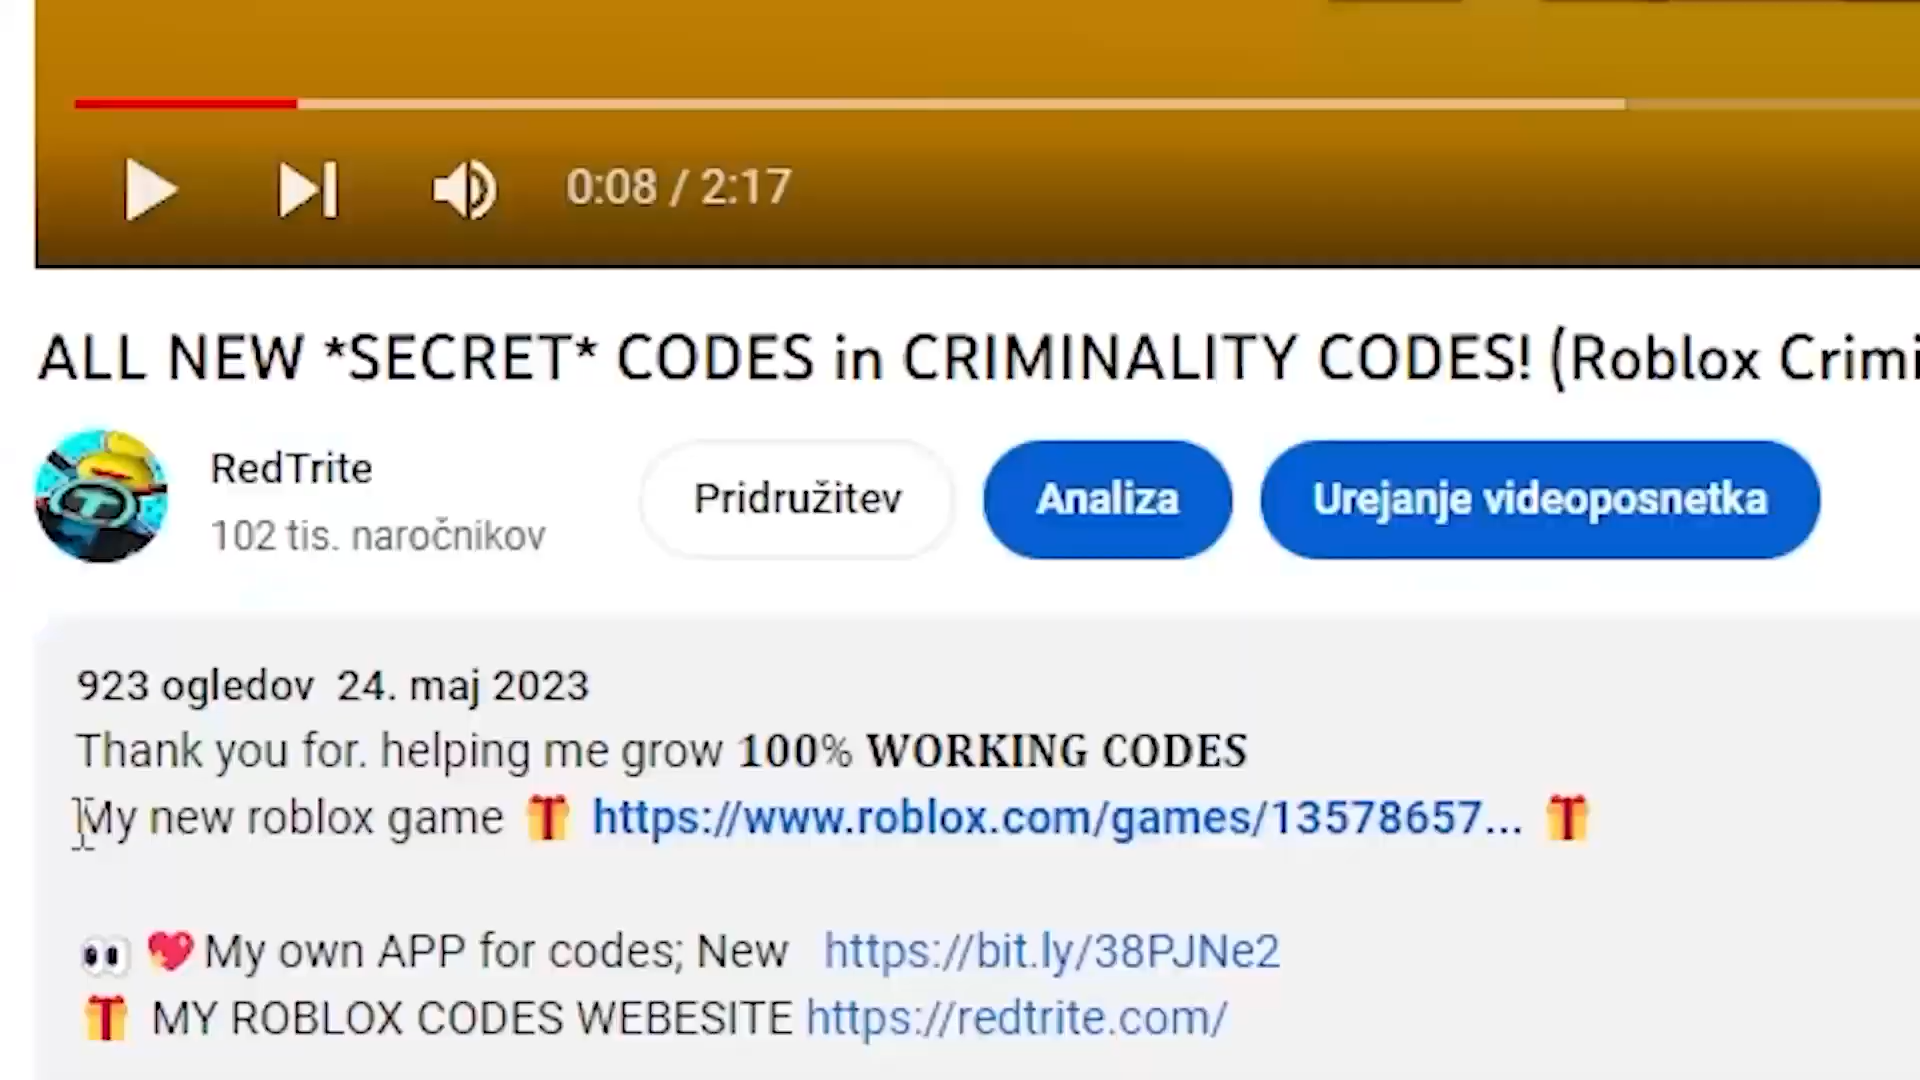 0:08 / 2:17
ALL NEW *SECRET* CODES in CRIMINALITY CODES! (Roblox Crimi
RedTrite
102 tis. naročnikov
Pridružitev
Analiza
Urejanje videoposnetka
923 ogledov 24. maj 2023
Thank you for. helping me grow 100% WORKING CODES
My new roblox game 🎁 https://www.roblox.com/games/13578657... 🎁
👀 💖 My own APP for codes; New https://bit.ly/38PJNe2
🎁 MY ROBLOX CODES WEBESITE https://redtrite.com/